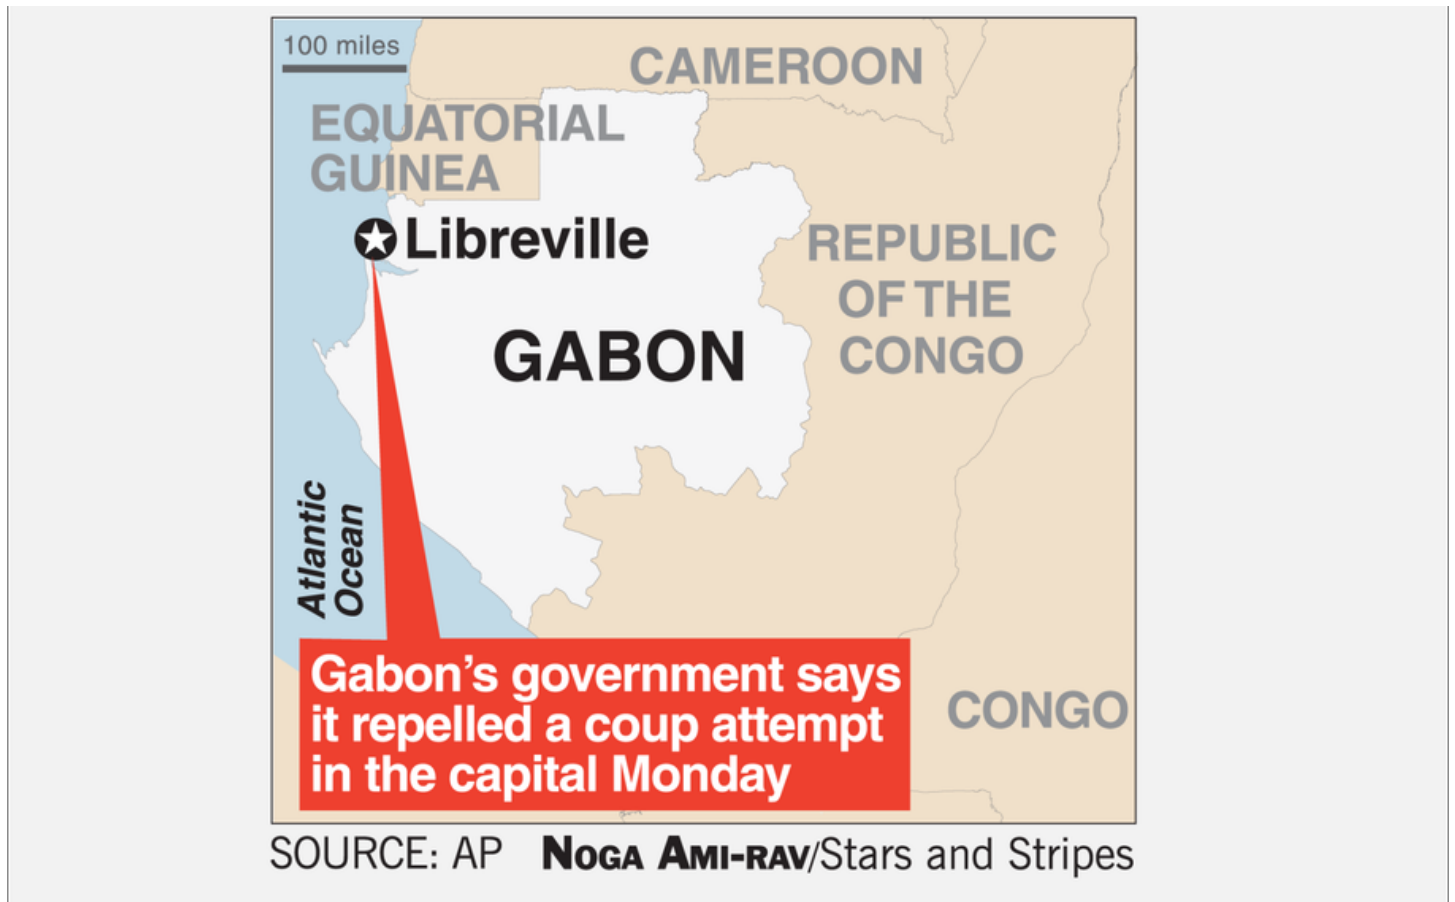 100 miles
CAMEROON
EQUATORIAL
GUINEA
Libreville
REPUBLIC
OF THE
CONGO
GABON
Atlantic
Ocean
Gabon’s government says
it repelled a coup attempt
in the capital Monday
CONGO
SOURCE: AP NOGA AMI-RAV/Stars and Stripes